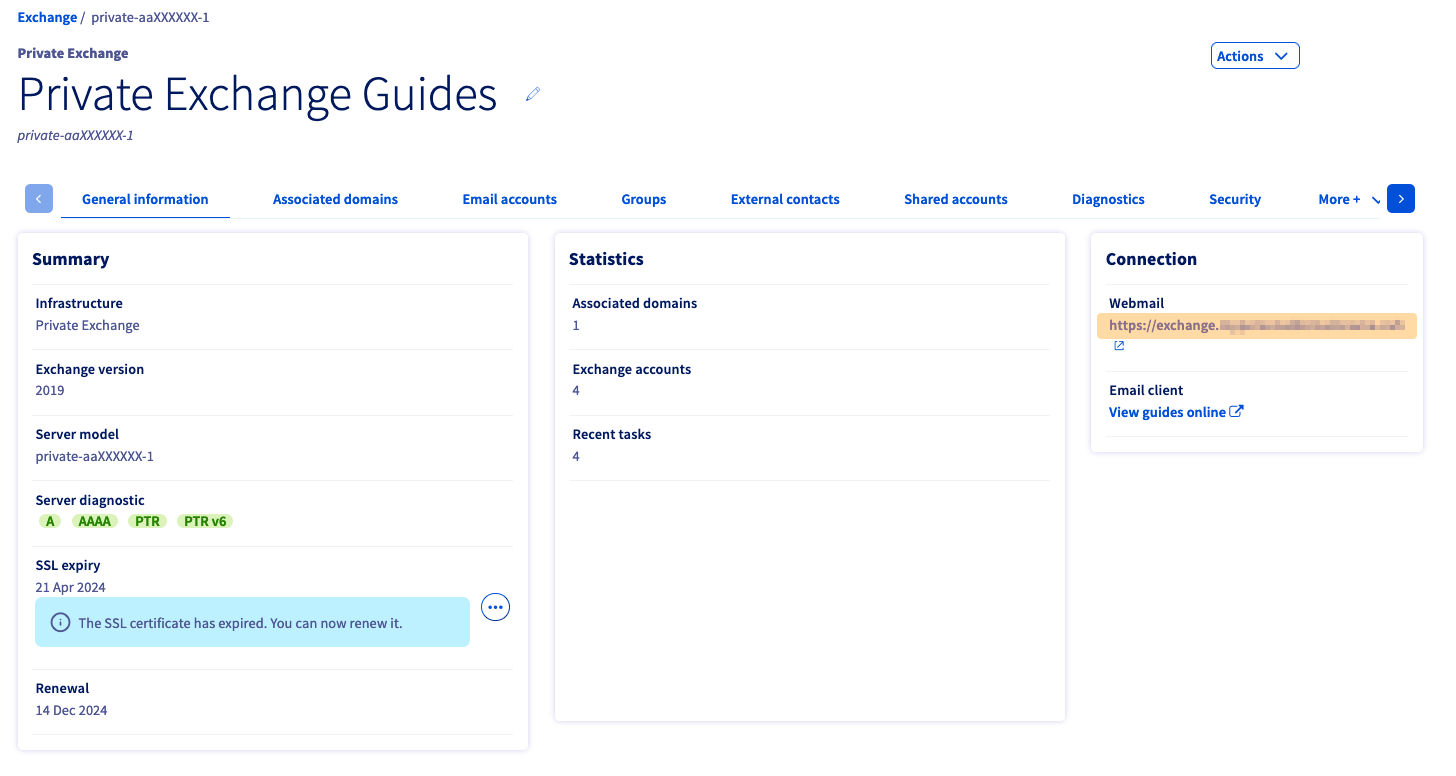 Exchange / private-aaXXXXXX-1
Private Exchange
Actions
Private Exchange Guides
private-aaXXXXXX-1
General information
Associated domains
Email accounts
Groups
External contacts
Shared accounts
Diagnostics
Security
More +
Summary
Infrastructure
Private Exchange
Exchange version
2019
Server model
private-aaXXXXXX-1
Server diagnostic
A AAAA PTR PTR v6
SSL expiry
21 Apr 2024
The SSL certificate has expired. You can now renew it.
Renewal
14 Dec 2024
Statistics
Associated domains
1
Exchange accounts
4
Recent tasks
4
Connection
Webmail
https://exchange.
Email client
View guides online